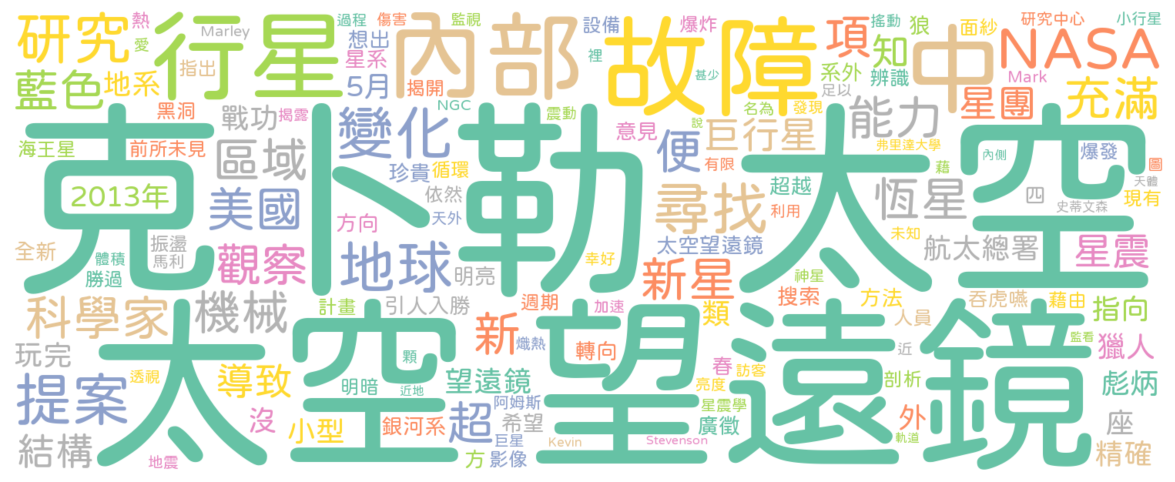 研究
熱
愛
行星
Marley
指出
過程
傷害
監視
想出
星系
5月
揭開
NGC
內部
設備
裡
震動
爆炸
甚少
故障
項
知
系外
足以
辨識
狼
面紗
中
研究中心
小行星
NASA
Mark
星團
充滿
藍色
地系
黑洞
戰功
揭露
變化
意見
便
說
名為
發現
巨行星
能力
弗里達大學
爆發
海王星
前所未見
區域
珍貴
循環
克卜勒
太空
2013年
美國
依然
天外
尋找
有限
超越
利用
恆星
藉
內側
四
史蒂文森
圖
天體
現有
全新
振盪
馬利
體積
勝過
觀察
方向
地球
明亮
幸好
太空望遠鏡
新星
神星
搜索
未知
航太總署
星震
科學家
機械
計畫
引人入勝
週期
加速
類
方法
人員
吞虎嚥
藉由
指向
玩完
太空望遠鏡
顆
新
熾熱
轉向
近
監看
獵人
提案
透視
導致
明暗
近地
望遠鏡
春
訪客
亮度
剖析
彪炳
結構
地震
沒
小型
銀河系
超
巨星
阿姆斯
希望
方
影像
Kevin
Stevenson
星震學
廣徵
外
軌道
座
精確